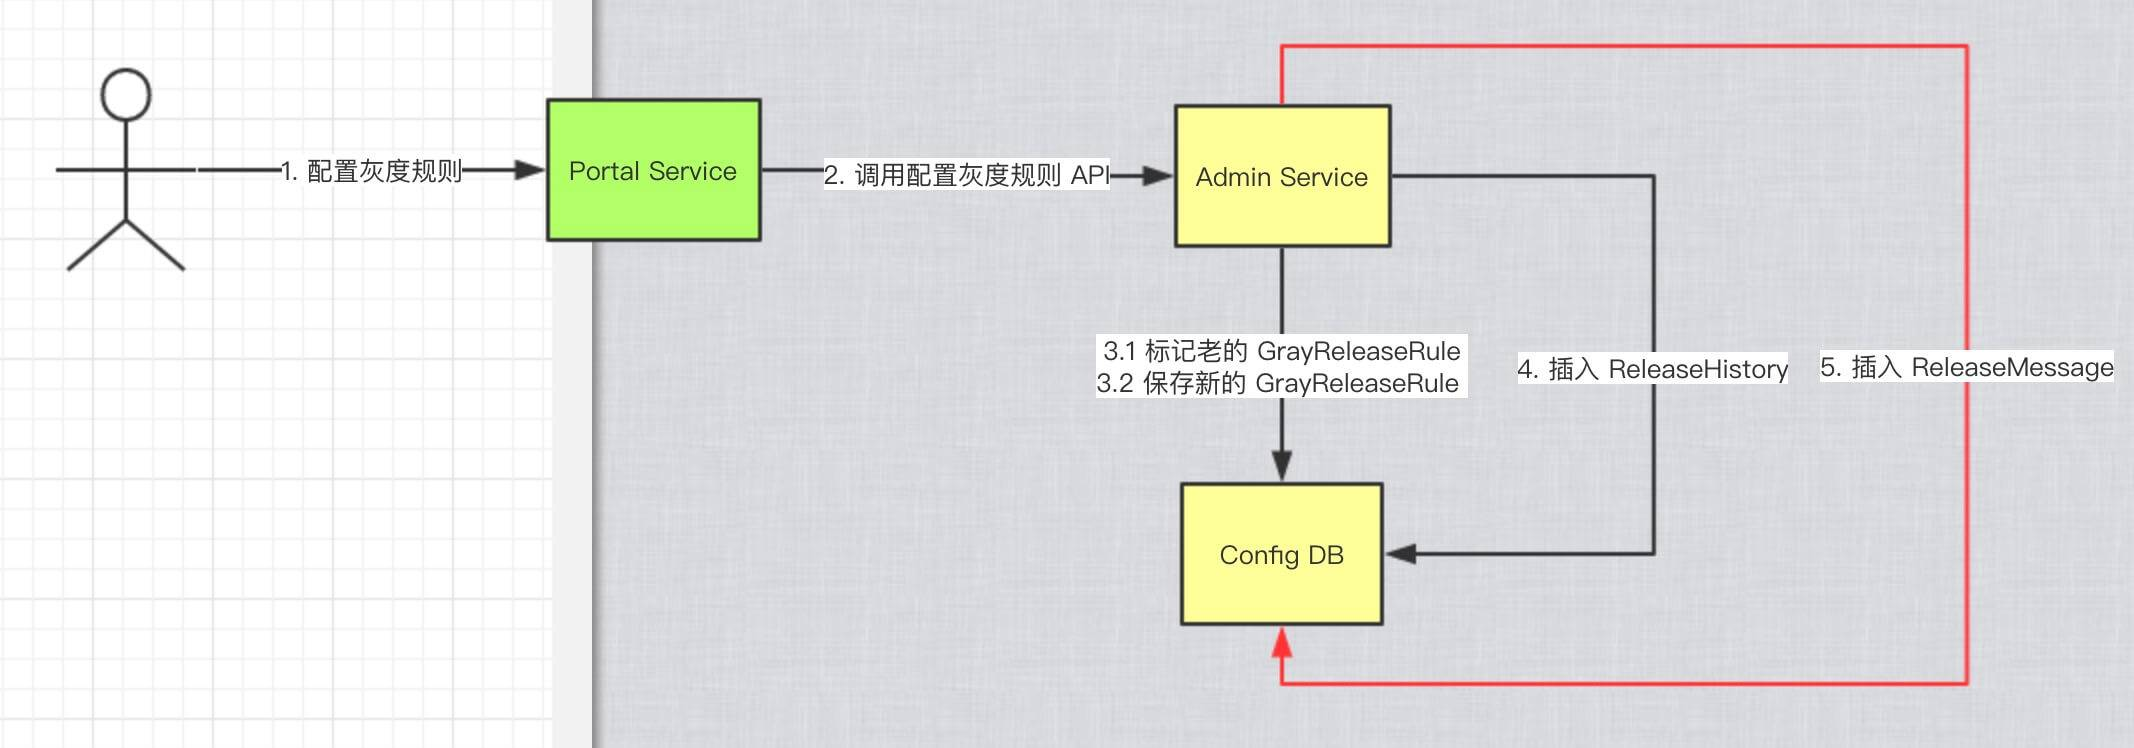 1. 配置灰度规则
Portal Service
2. 调用配置灰度规则 API
Admin Service
3.1 标记老的 GrayReleaseRule
3.2 保存新的 GrayReleaseRule
4. 插入 ReleaseHistory
5. 插入 ReleaseMessage
Config DB